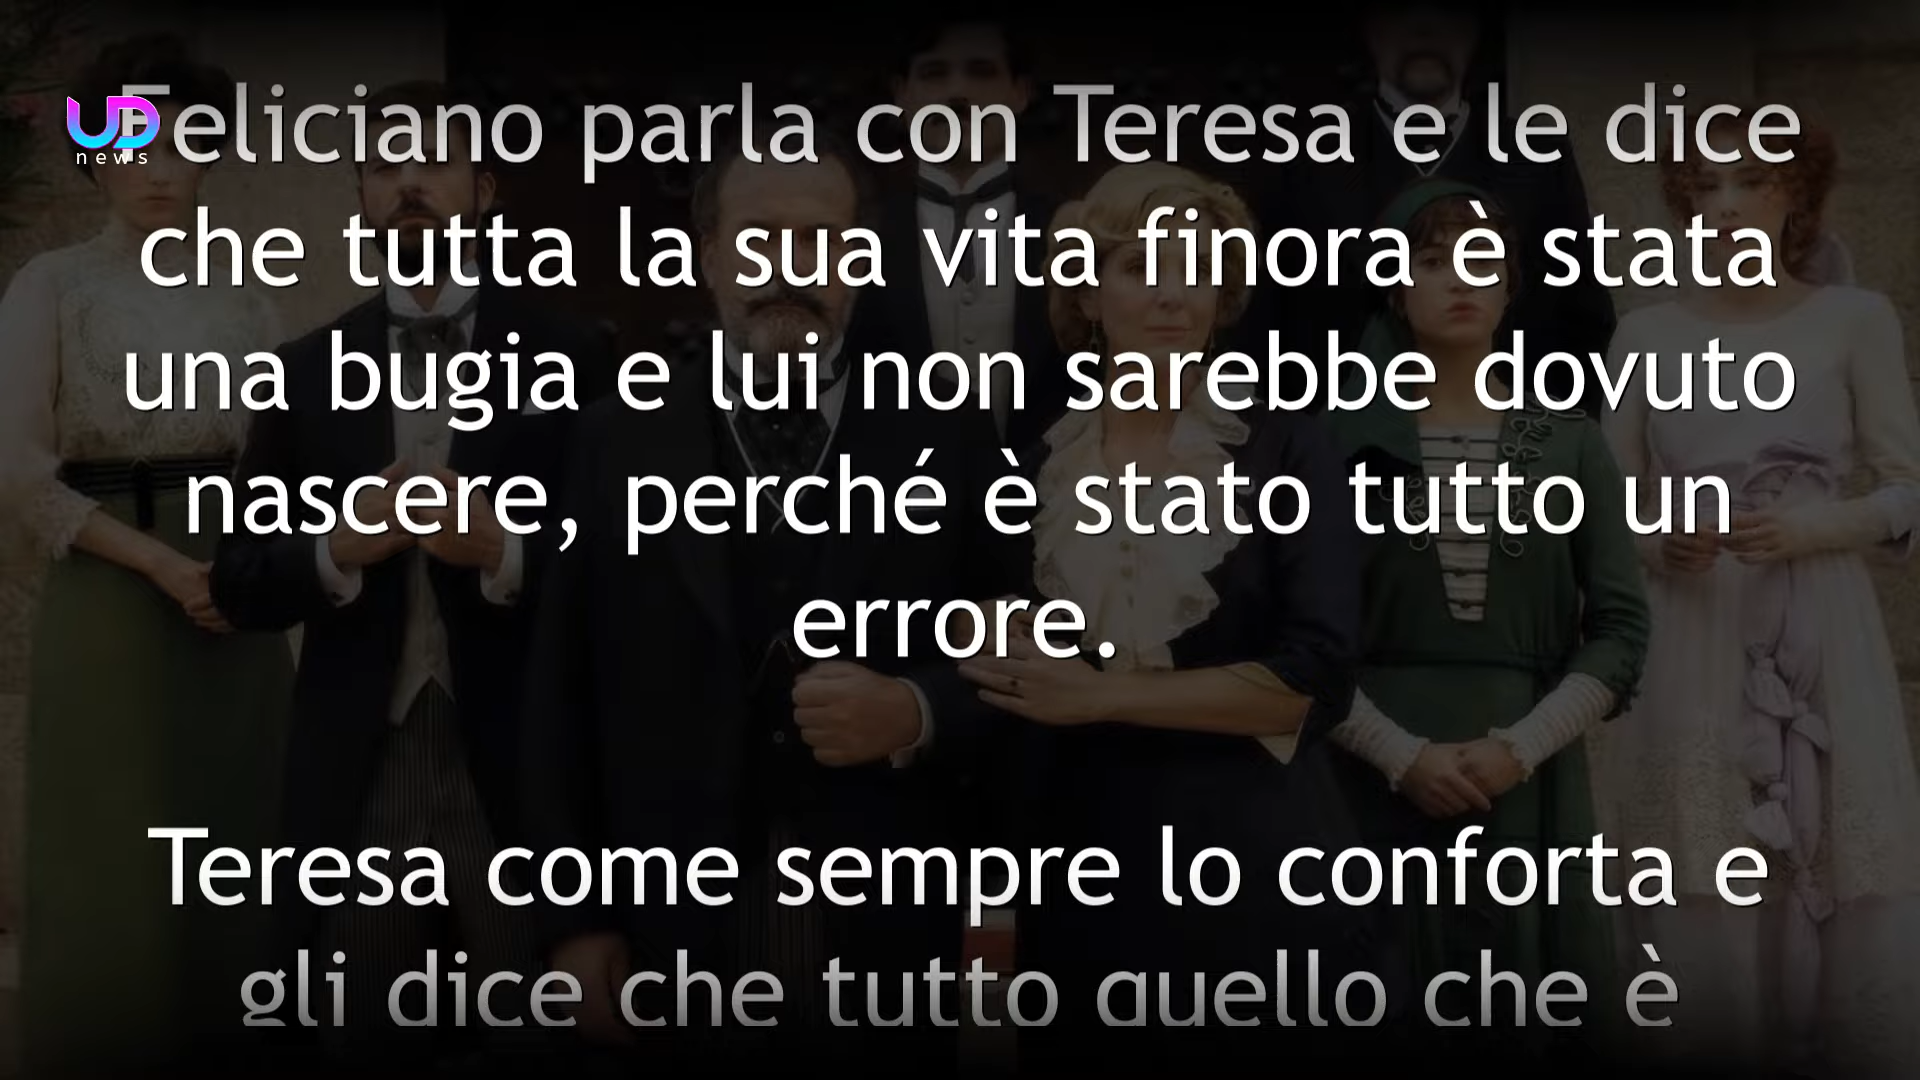 UD
news
Feliciano parla con Teresa e le dice
che tutta la sua vita finora è stata
una bugia e lui non sarebbe dovuto
nascere, perché è stato tutto un
errore.
Teresa come sempre lo conforta e
gli dice che tutto quello che è